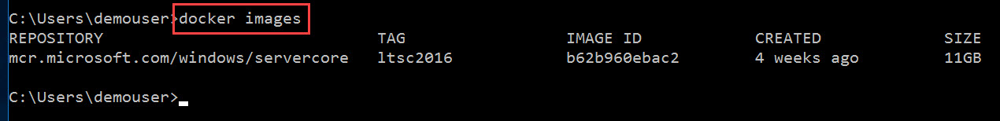 C:\Users\demouser>docker images
REPOSITORY TAG IMAGE ID CREATED SIZE
mcr.microsoft.com/windows/servercore ltsc2016 b62b960ebac2 4 weeks ago 11GB
C:\Users\demouser>